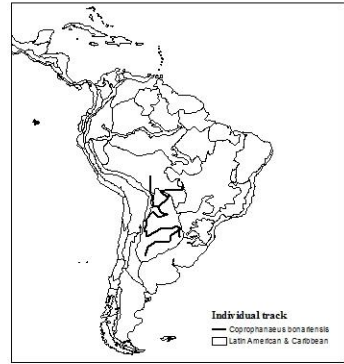 Individual track
Coprophanaeus bonariensis
Latin American & Caribbean